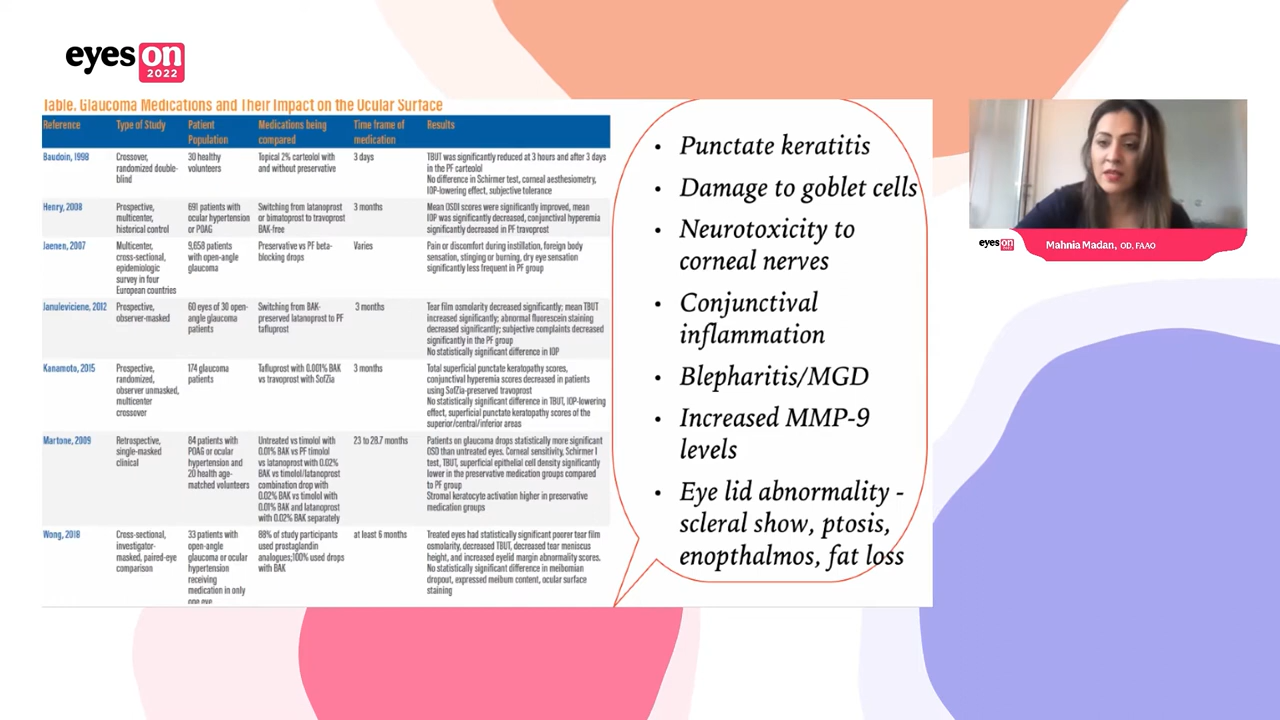 eyes on
2022
Table. Glaucoma Medications and Their Impact on the Ocular Surface
Reference
Type of Study
Patient
Population
Medications being
compared
Time frame of
medication
Results
Baudoin, 1998
Crossover,
randomized double-
blind
30 healthy
volunteers
Topical 2% carteolol with
and without preservative
3 days
TBUT was significantly reduced at 3 hours and after 3 days
in the PF carteolol
No difference in Schirmer test, corneal aesthesiometry,
IOP-lowering effect, subjective tolerance
Henry, 2008
Prospective,
multicenter,
historical control
691 patients with
ocular hypertension
or POAG
Switching from latanoprost
or bimatoprost to travoprost
BAK-free
3 months
Mean OSDI scores were significantly improved, mean
IOP was significantly decreased, conjunctival hyperemia
significantly decreased in PF travoprost
Jaenen, 2007
Multicenter,
cross-sectional,
epidemiologic
survey in four
European countries
9,658 patients
with open-angle
glaucoma
Preservative vs PF beta-
blocking drops
Varies
Pain or discomfort during instillation, foreign body
sensation, stinging or burning, dry eye sensation
significantly less frequent in PF group
Januleviciene, 2012
Prospective,
observer-masked
60 eyes of 30 open-
angle glaucoma
patients
Switching from BAK-
preserved latanoprost to PF
tafluprost
3 months
Tear film osmolarity decreased significantly; mean TBUT
increased significantly; abnormal fluorescein staining
decreased significantly; subjective complaints decreased
significantly in the PF group
No statistically significant difference in IOP
Kanamoto, 2015
Prospective,
randomized,
observer unmasked,
multicenter
crossover
174 glaucoma
patients
Tafluprost with 0.001% BAK
vs travoprost with SofZia
3 months
Total superficial punctate keratopathy scores,
conjunctival hyperemia scores decreased in patients
using SofZia-preserved travoprost
No statistically significant difference in TBUT, IOP-lowering
effect, superficial punctate keratopathy scores of the
superior/central/inferior areas
Martone, 2009
Retrospective,
single-masked
clinical
84 patients with
POAG or ocular
hypertension and
20 health age-
matched volunteers
Untreated vs timolol with
0.01% BAK vs PF timolol
vs latanoprost with 0.02%
BAK vs timolol/latanoprost
combination drop with
0.02% BAK vs timolol with
0.01% BAK and latanoprost
with 0.02% BAK separately
23 to 28.7 months
Patients on glaucoma drops statistically more significant
OSD than untreated eyes. Corneal sensitivity, Schirmer I
test, TBUT, superficial epithelial cell density significantly
lower in the preservative medication groups compared
to PF group
Stromal keratocyte activation higher in preservative
medication groups
Wong, 2018
Cross-sectional,
investigator-
masked, paired-eye
comparison
33 patients with
open-angle
glaucoma or ocular
hypertension
receiving
medication in only
one eye
88% of study participants
used prostaglandin
analogues;100% used drops
with BAK
at least 6 months
Treated eyes had statistically significant poorer tear film
osmolarity, decreased TBUT, decreased tear meniscus
height, and increased eyelid margin abnormality scores.
No statistically significant difference in meibomian
dropout, expressed meibum content, ocular surface
staining
• Punctate keratitis
• Damage to goblet cells
• Neurotoxicity to
corneal nerves
• Conjunctival
inflammation
• Blepharitis/MGD
• Increased MMP-9
levels
• Eye lid abnormality -
scleral show, ptosis,
enopthalmos, fat loss
eyes on
Mahnia Madan, OD, FAAO